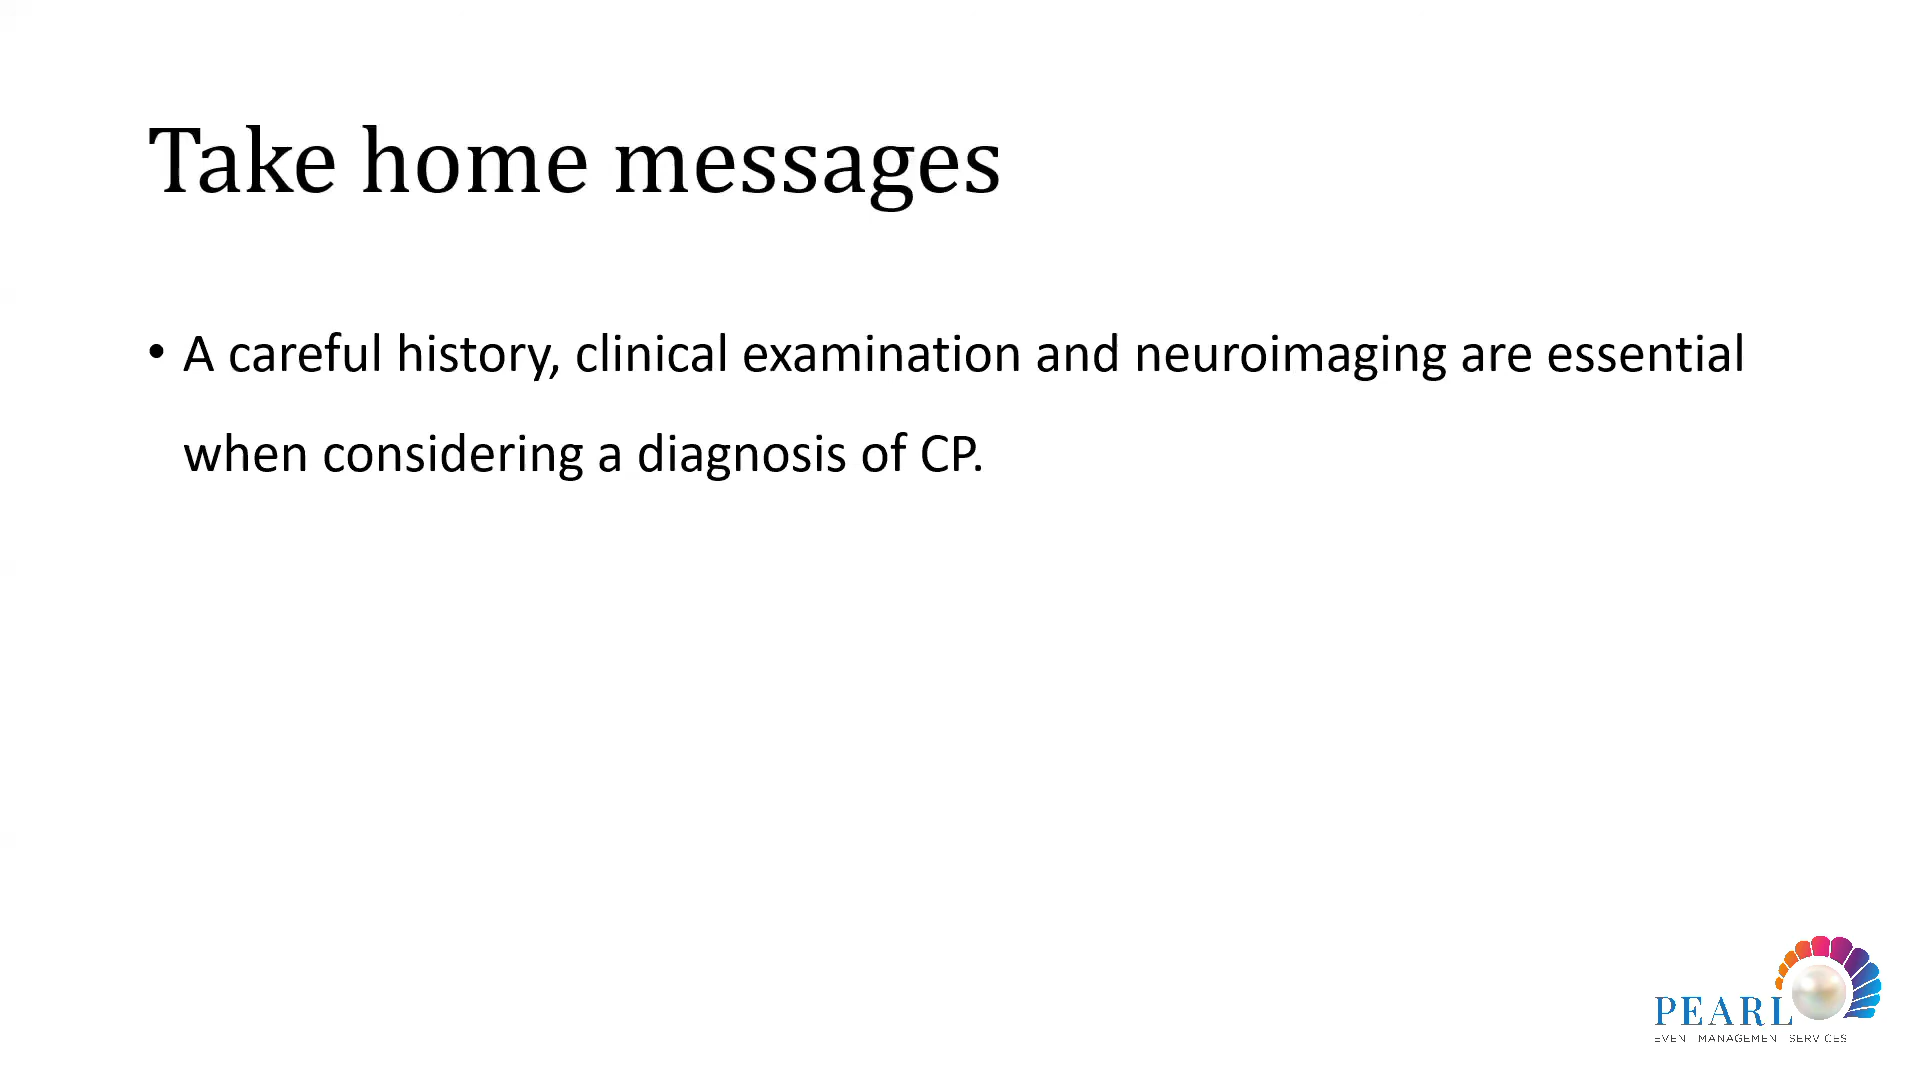 Take home messages
• A careful history, clinical examination and neuroimaging are essential
when considering a diagnosis of CP.
PEARL
EVENT MANAGEMENT SERVICES